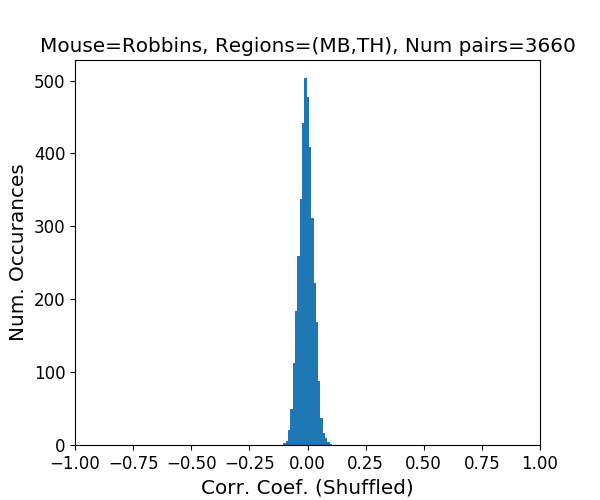 Mouse=Robbins, Regions=(MB,TH), Num pairs=3660
500
400
300
200
100
0
Num. Occurances
−1.00 −0.75 −0.50 −0.25 0.00 0.25 0.50 0.75 1.00
Corr. Coef. (Shuffled)